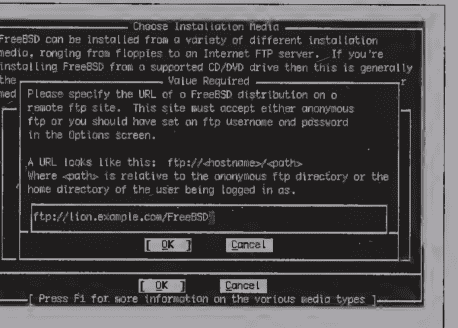 Choose Installation Media
FreeBSD can be installed from a variety of different installation
media, ranging from floppies to an Internet FTP server. If you're
installing FreeBSD from a supported CD/DVD drive then this is generally
the
med
r
Value Required
Please specify the URL of a FreeBSD distribution on a
remote ftp site. This site must accept either anonymous
ftp or you should have set an ftp username and password
in the Options screen.
A URL looks like this: ftp://<hostname>/<path>
Where <path> is relative to the anonymous ftp directory or the
home directory of the user being logged in as.
ftp://lion.example.com/FreeBSD
[ OK ] Cancel
[ OK ] Cancel
[ Press F1 for more information on the various media types ]